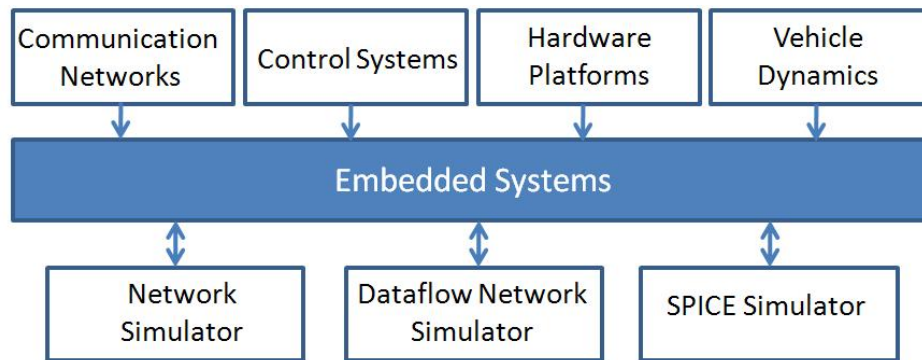 Communication
Networks
Control Systems
Hardware
Platforms
Vehicle
Dynamics
Embedded Systems
Network
Simulator
Dataflow Network
Simulator
SPICE Simulator